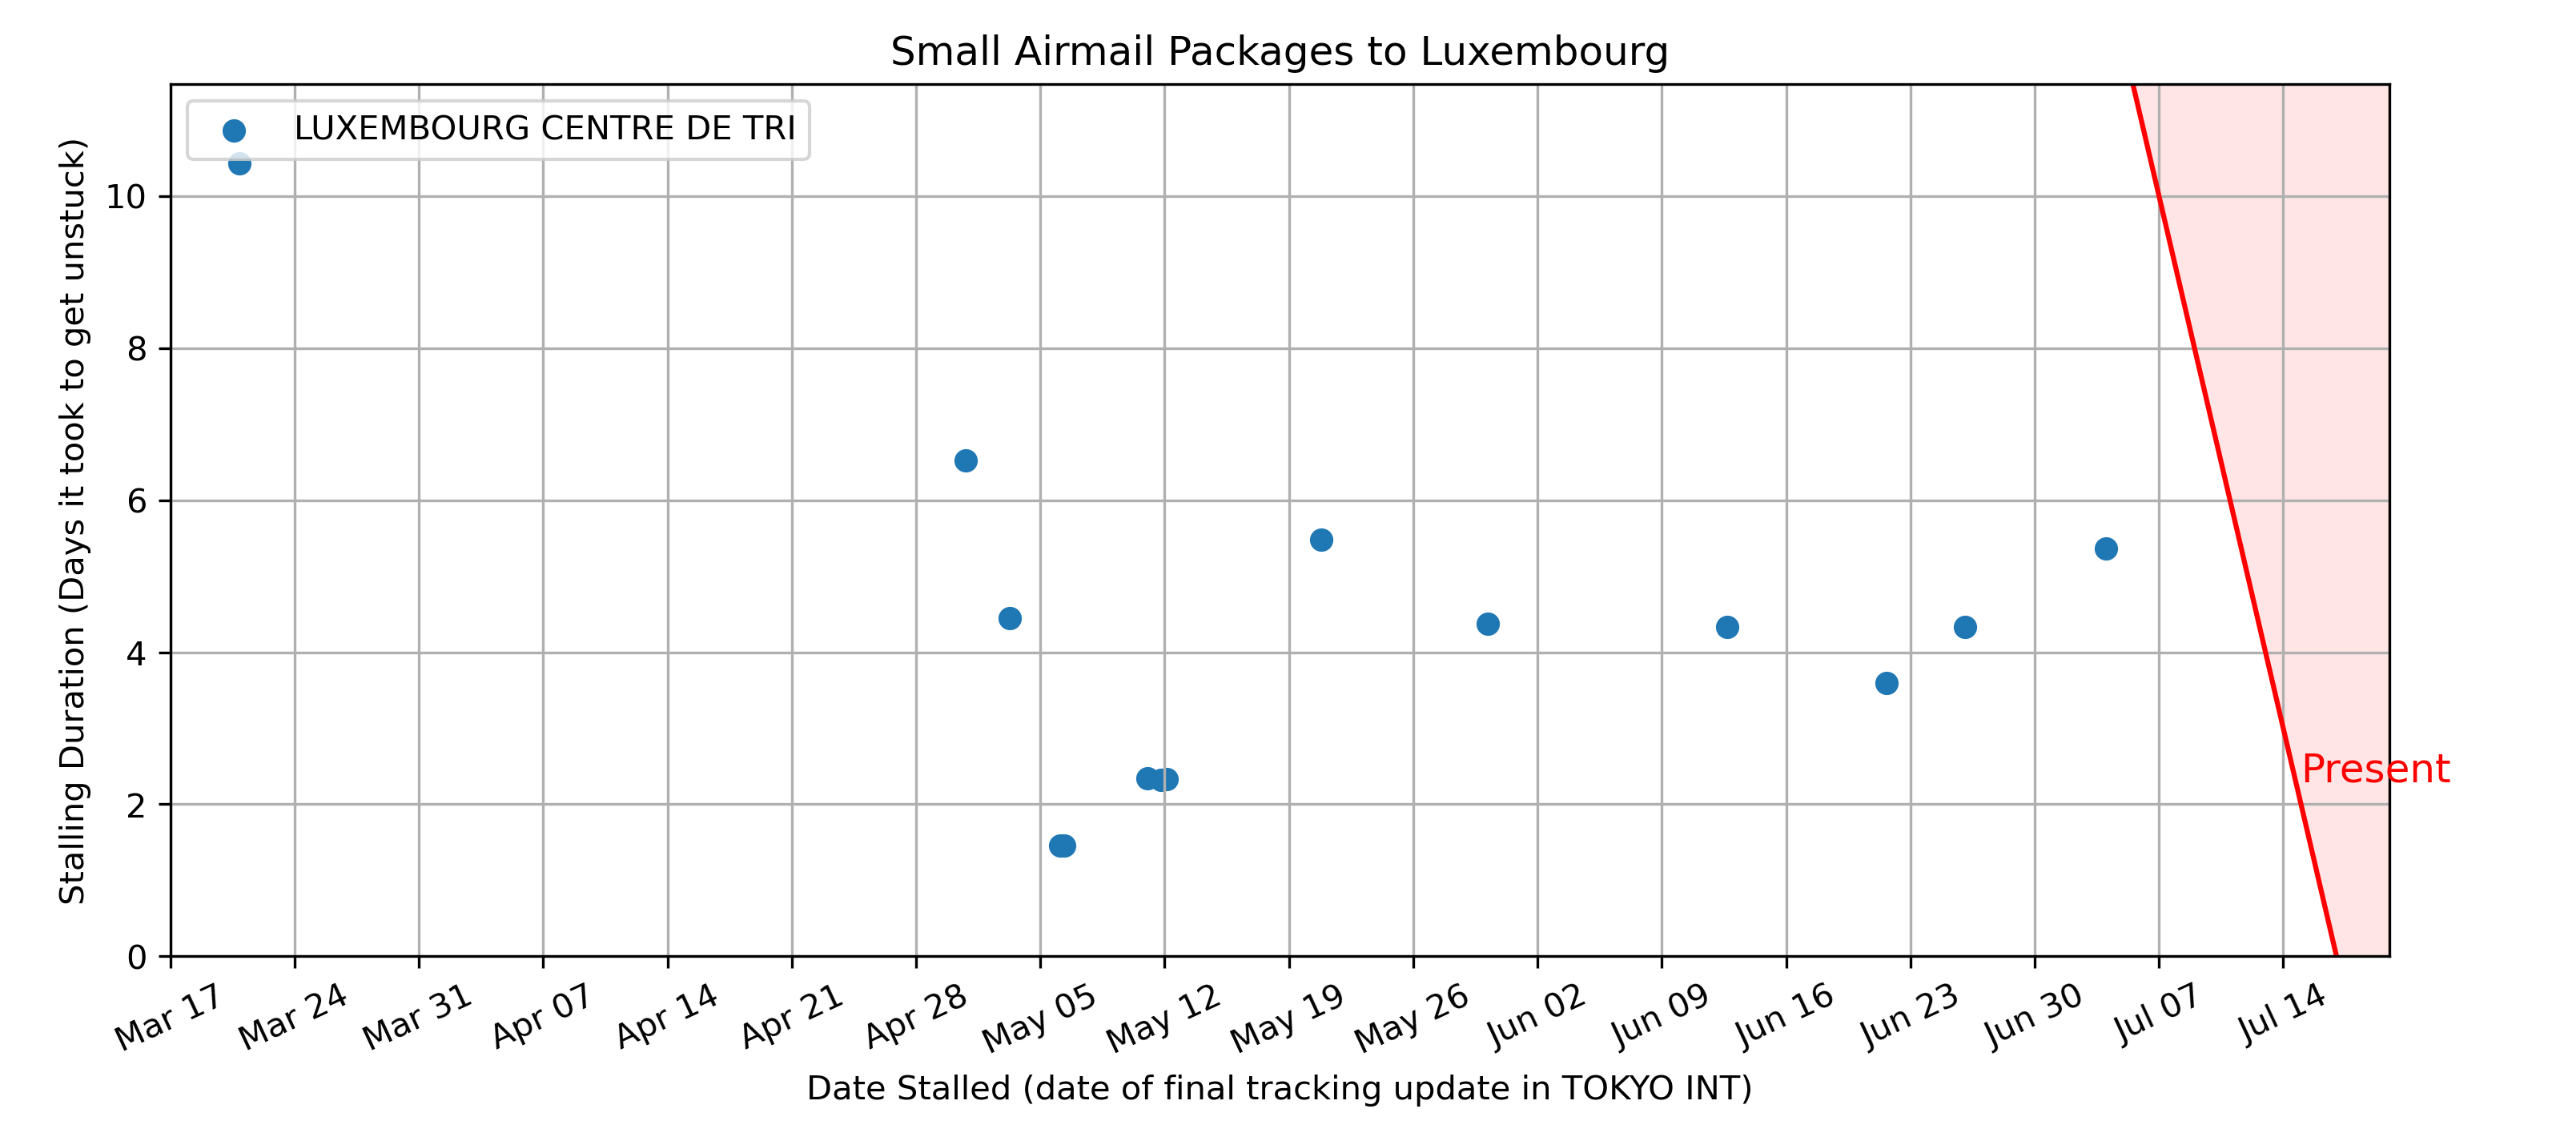 Small Airmail Packages to Luxembourg
LUXEMBOURG CENTRE DE TRI
Stalling Duration (Days it took to get unstuck)
10
8
6
4
2
0
Present
Mar 17 Mar 24 Mar 31 Apr 07 Apr 14 Apr 21 Apr 28 May 05 May 12 May 19 May 26 Jun 02 Jun 09 Jun 16 Jun 23 Jun 30 Jul 07 Jul 14
Date Stalled (date of final tracking update in TOKYO INT)